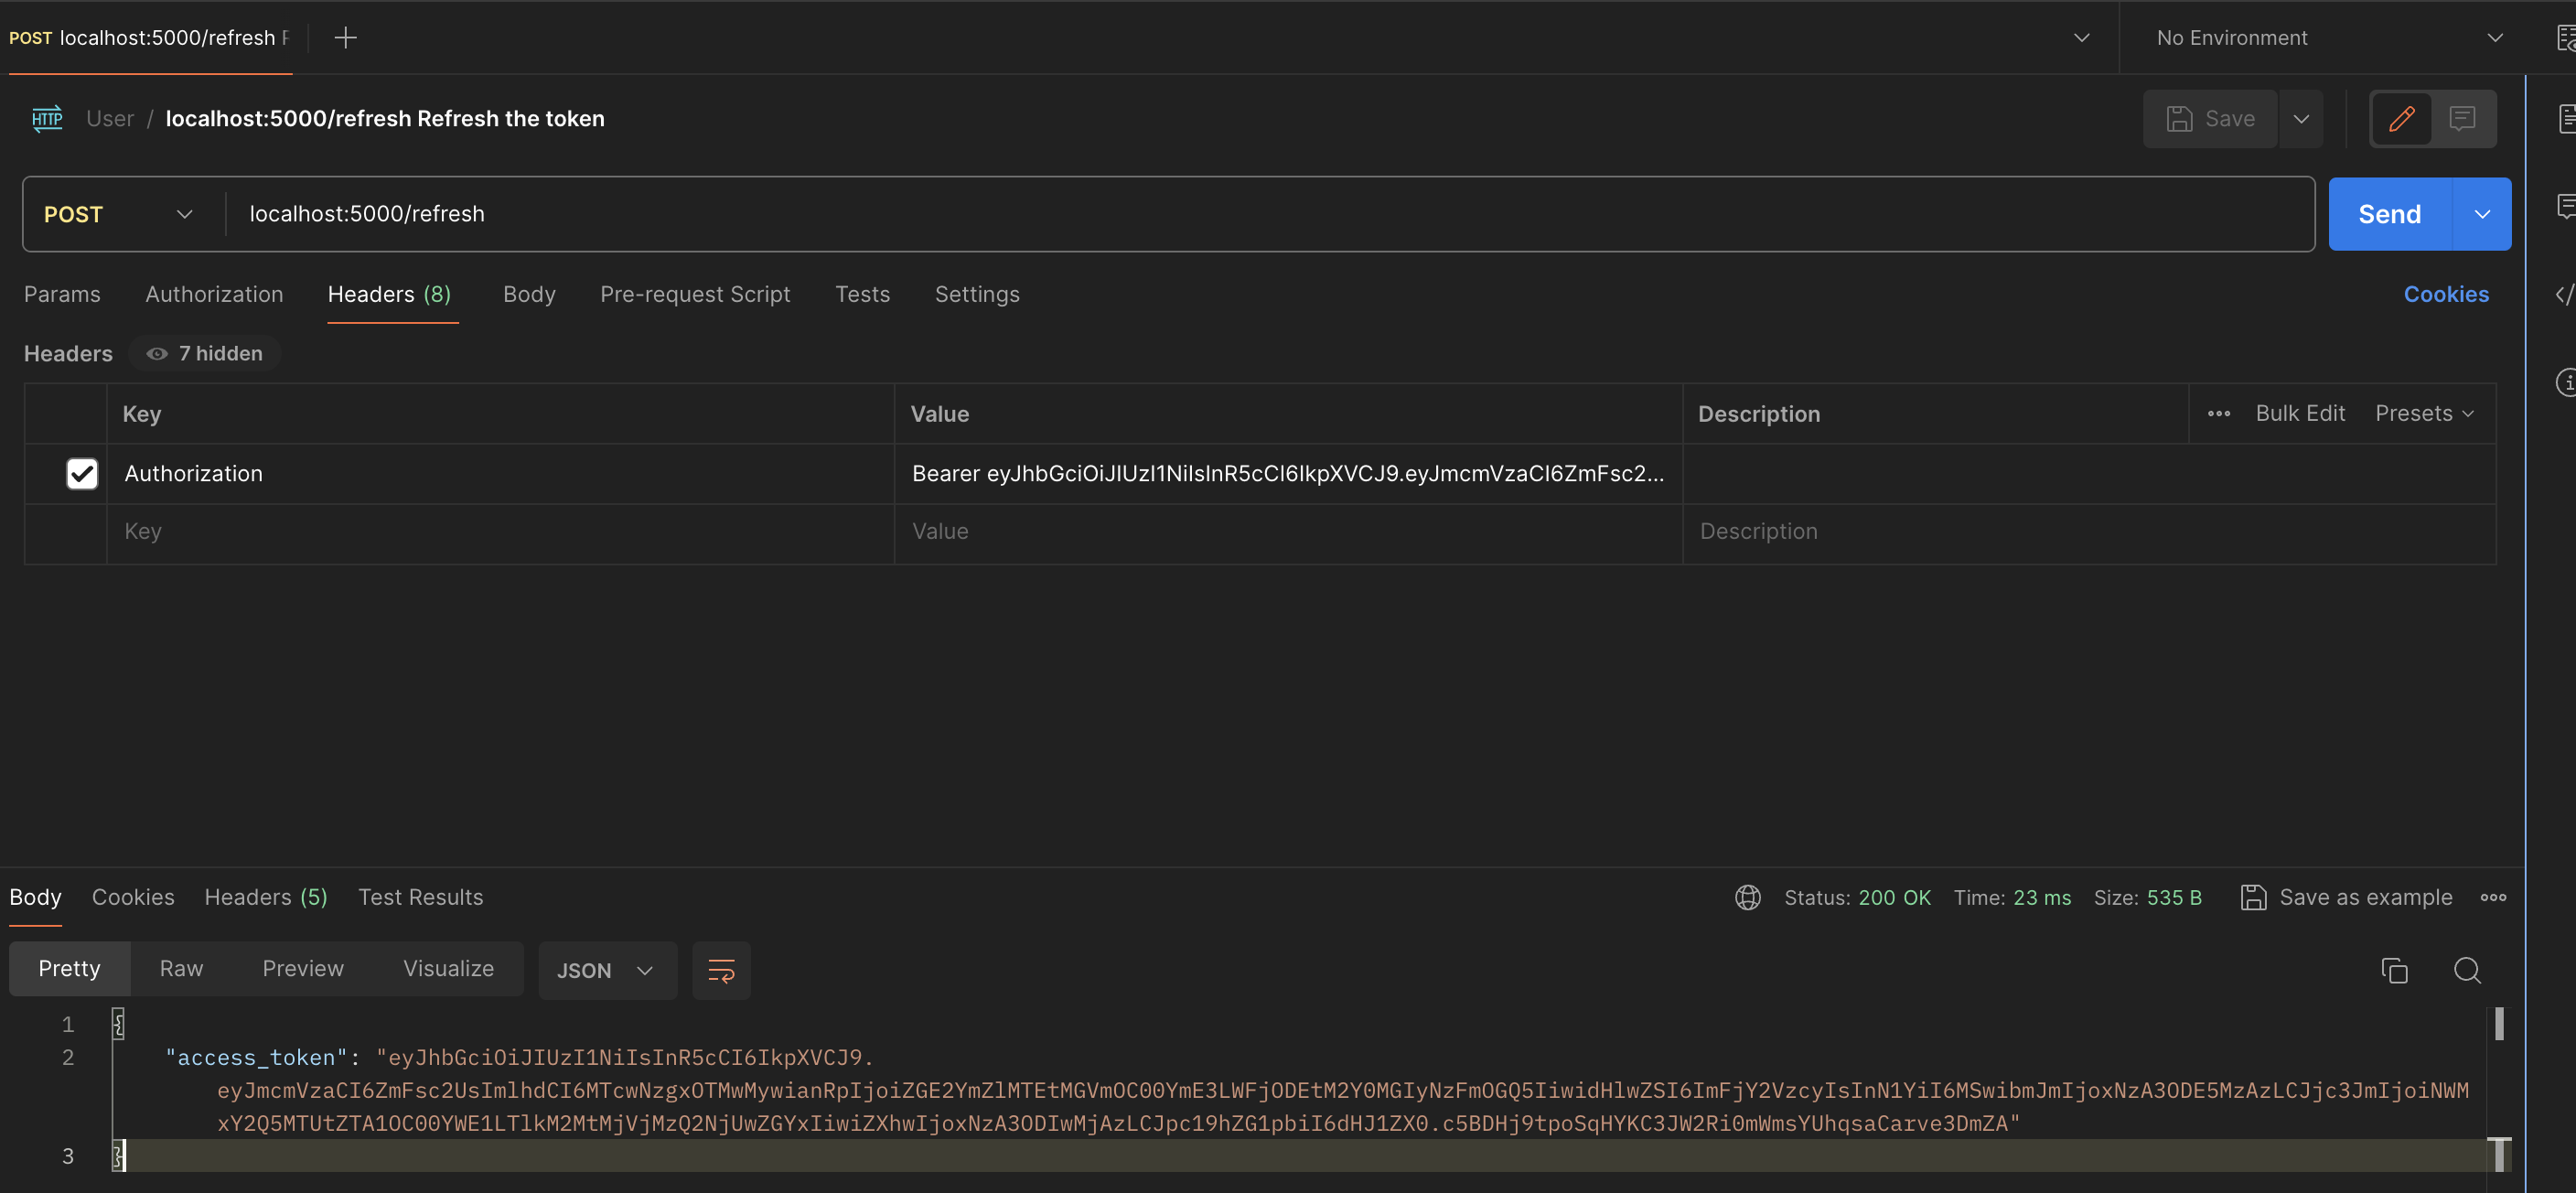 POST localhost:5000/refresh
No Environment
HTTP User / localhost:5000/refresh Refresh the token
Save
POST localhost:5000/refresh
Send
Params Authorization Headers (8) Body Pre-request Script Tests Settings Cookies
Headers 7 hidden
Key Value Description ••• Bulk Edit Presets
Authorization Bearer eyJhbGciOiJIUzI1NiIsInR5cCI6IkpXVCJ9.eyJmcmVzaCI6ZmFsc2...
Key Value Description
Body Cookies Headers (5) Test Results Status: 200 OK Time: 23 ms Size: 535 B Save as example
Pretty Raw Preview Visualize JSON
1 {
2 "access_token": "eyJhbGciOiJIUzI1NiIsInR5cCI6IkpXVCJ9.
eyJmcmVzaCI6ZmFsc2UsImlhdCI6MTcwNzgxOTMwMywianRpIjoiZGE2YmZlMTEtMGVmOC00YmE3LWFjODEtM2Y0MGIyNzFmOGQ5IiwidHlwZSI6ImFjY2VzcyIsInN1YiI6MSwibmJmIjoxNzA3ODE5MzAzLCJjc3JmIjoiNWM
xY2Q5MTUtZTA1OC00YWE1LTlkM2MtMjVjMzQ2NjUwZGYxIiwiZXhwIjoxNzA3ODIwMjAzLCJpc19hZG1pbiI6dHJ1ZX0.c5BDHj9tpoSqHYKC3JW2Ri0mWmsYUhqsaCarve3DmZA"
3 }